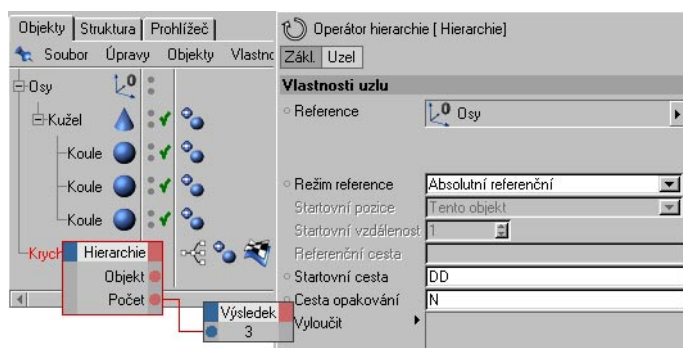 Objekty Struktura Prohlížeč
Soubor Úpravy Objekty Vlastno
Osy
Kužel
Koule
Koule
Koule
Krych
Hierarchie
Objekt
Počet
Výsledek
3
Operátor hierarchie [ Hierarchie]
Zákl. Uzel
Vlastnosti uzlu
Reference Osy
Režim reference Absolutní referenční
Startovní pozice Tento objekt
Startovní vzdálenost 1
Referenční cesta
Startovní cesta DD
Cesta opakování N
Vyloučit